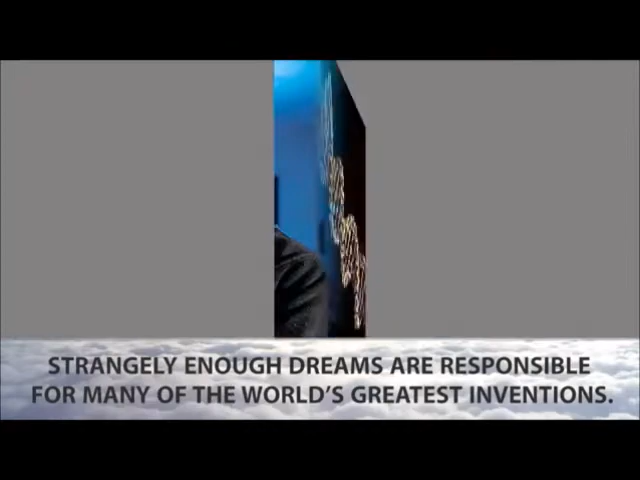 STRANGELY ENOUGH DREAMS ARE RESPONSIBLE
FOR MANY OF THE WORLD'S GREATEST INVENTIONS.